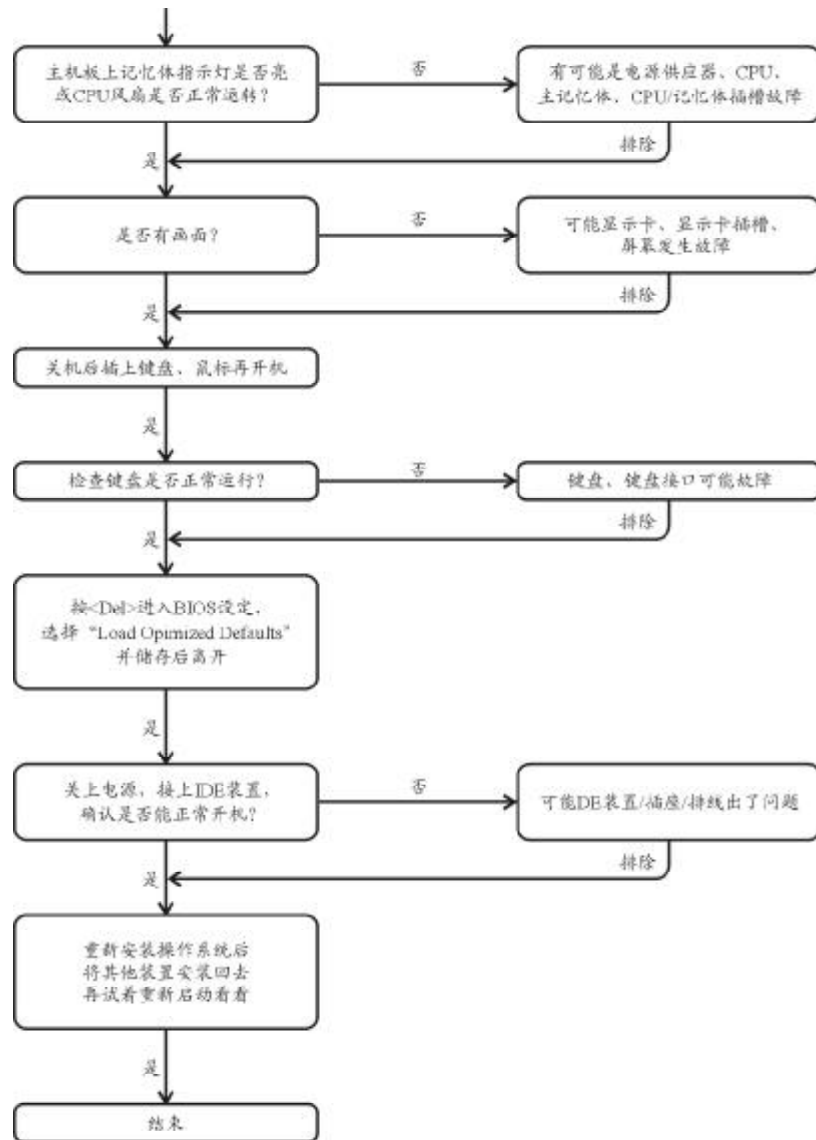 主机板上记忆体指示灯是否亮
或CPU风扇是否正常运转？
否
有可能是电源供应器、CPU、
主记忆体、CPU/记忆体插槽故障
是
排除
是否有画面？
否
可能显示卡、显示卡插槽、
屏幕发生故障
是
排除
关机后插上键盘、鼠标再开机
是
检查键盘是否正常运行？
否
键盘、键盘接口可能故障
是
排除
按<Del>进入BIOS设定，
选择“Load Opimized Defaults”
并储存后离开
是
关上电源，接上IDE装置，
确认是否能正常开机？
否
可能DE装置/插座/排线出了问题
是
排除
重新安装操作系统后
将其他装置安装回去
再试着重新启动看看
是
结束